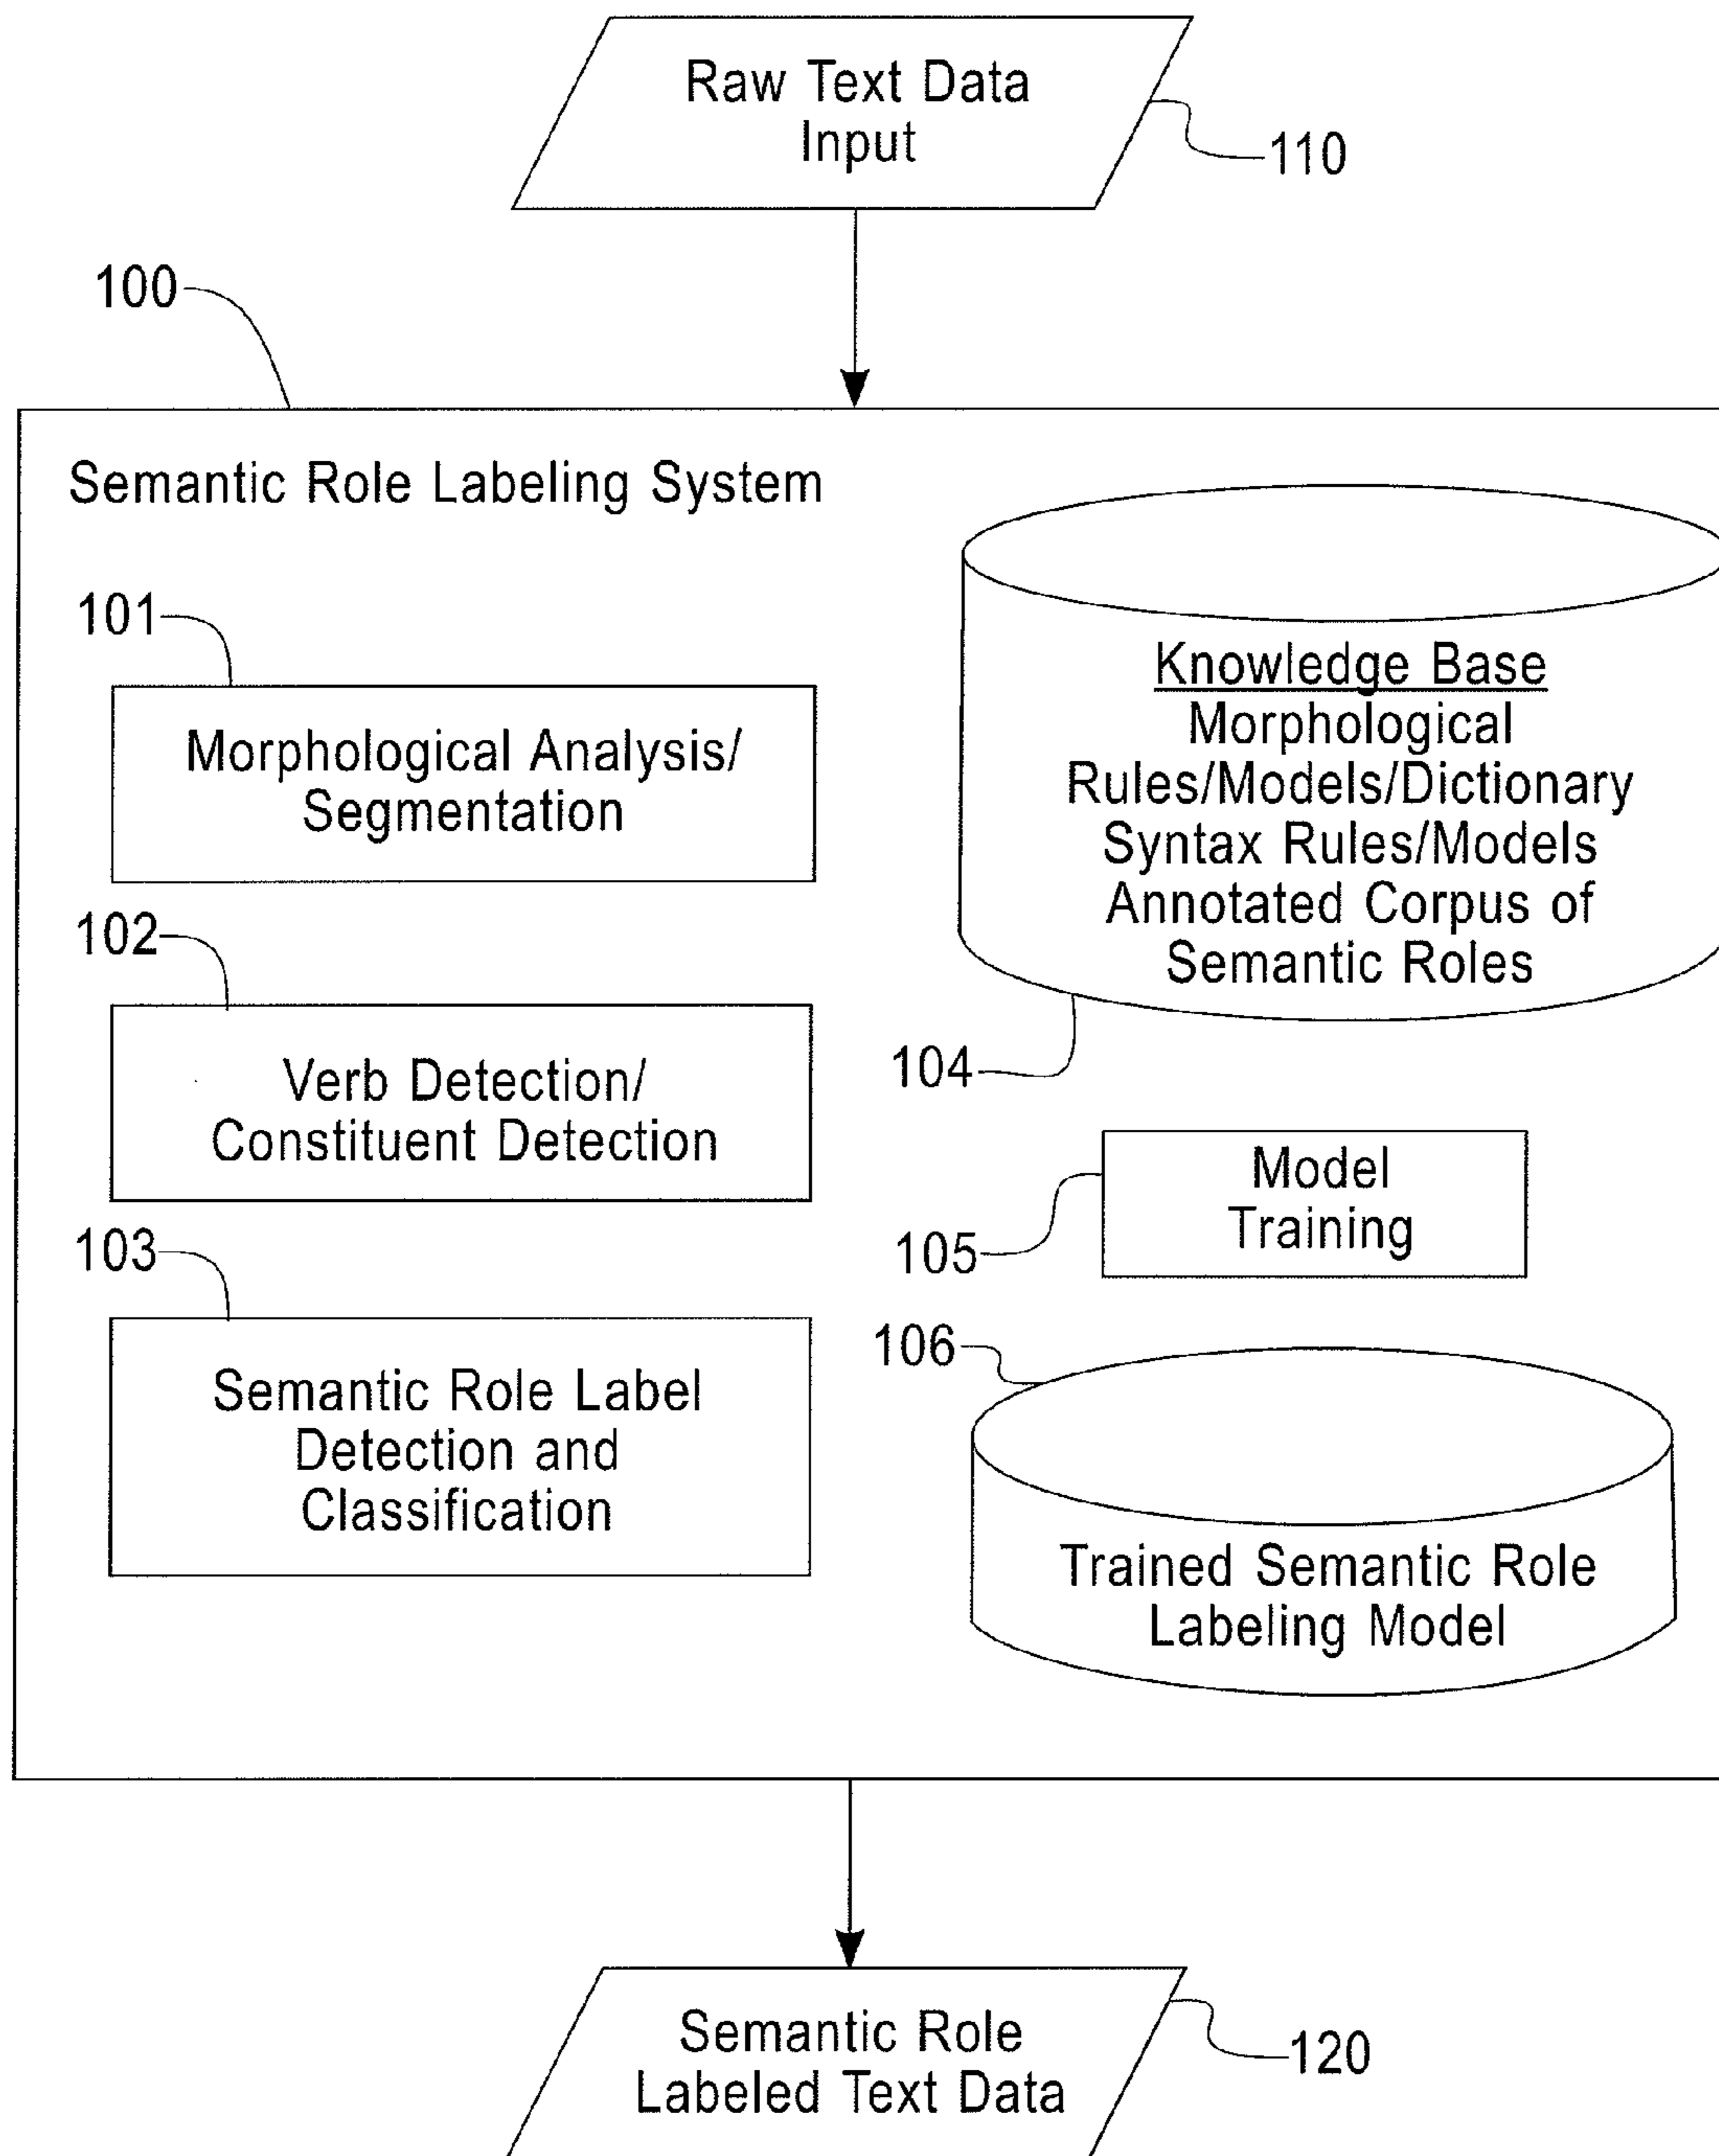 Raw Text Data
Input
110
100
Semantic Role Labeling System
101
Morphological Analysis/
Segmentation
102
Verb Detection/
Constituent Detection
103
Semantic Role Label
Detection and
Classification
Knowledge Base
Morphological
Rules/Models/Dictionary
Syntax Rules/Models
Annotated Corpus of
Semantic Roles
104
Model
Training
105
106
Trained Semantic Role
Labeling Model
Semantic Role
Labeled Text Data
120